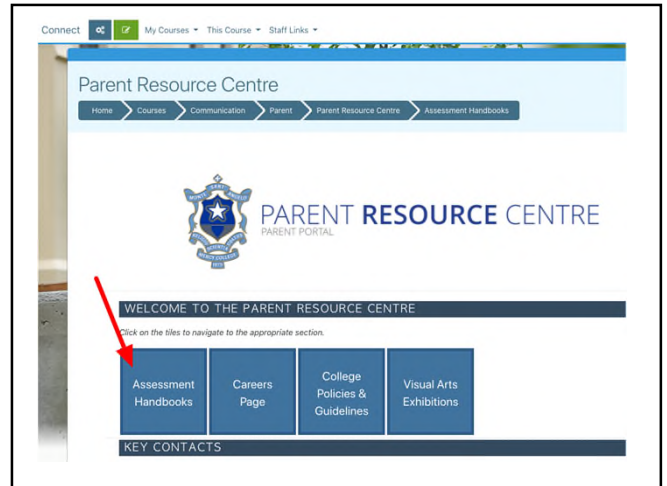 Connect My Courses This Course Staff Links
Parent Resource Centre
Home Courses Communication Parent Parent Resource Centre Assessment Handbooks
PARENT RESOURCE CENTRE
PARENT PORTAL
WELCOME TO THE PARENT RESOURCE CENTRE
Click on the tiles to navigate to the appropriate section.
Assessment
Handbooks
Careers
Page
College
Policies &
Guidelines
Visual Arts
Exhibitions
KEY CONTACTS